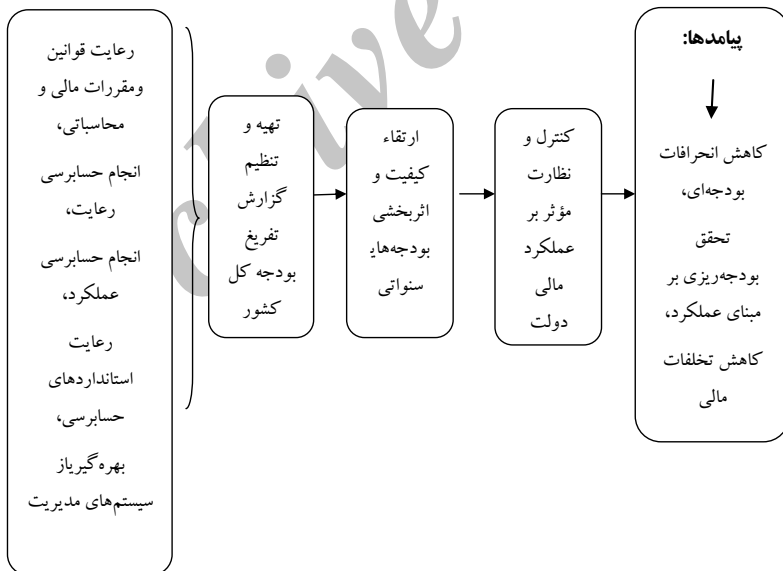 رعایت قوانین
ومقررات مالی و
محاسباتی،
انجام حسابرسی
رعایت،
انجام حسابرسی
عملکرد،
رعایت
استانداردهای
حسابرسی،
بهره‌گیریاز
سیستم‌های مدیریت
تهیه و
تنظیم
گزارش
تفریغ
بودجه کل
کشور
ارتقاء
کیفیت و
اثربخشی
بودجه‌های
سنواتی
کنترل و
نظارت
مؤثر بر
عملکرد
مالی
دولت
پیامدها:
کاهش انحرافات
بودجه‌ای،
تحقق
بودجه‌ریزی بر
مبنای عملکرد،
کاهش تخلفات
مالی